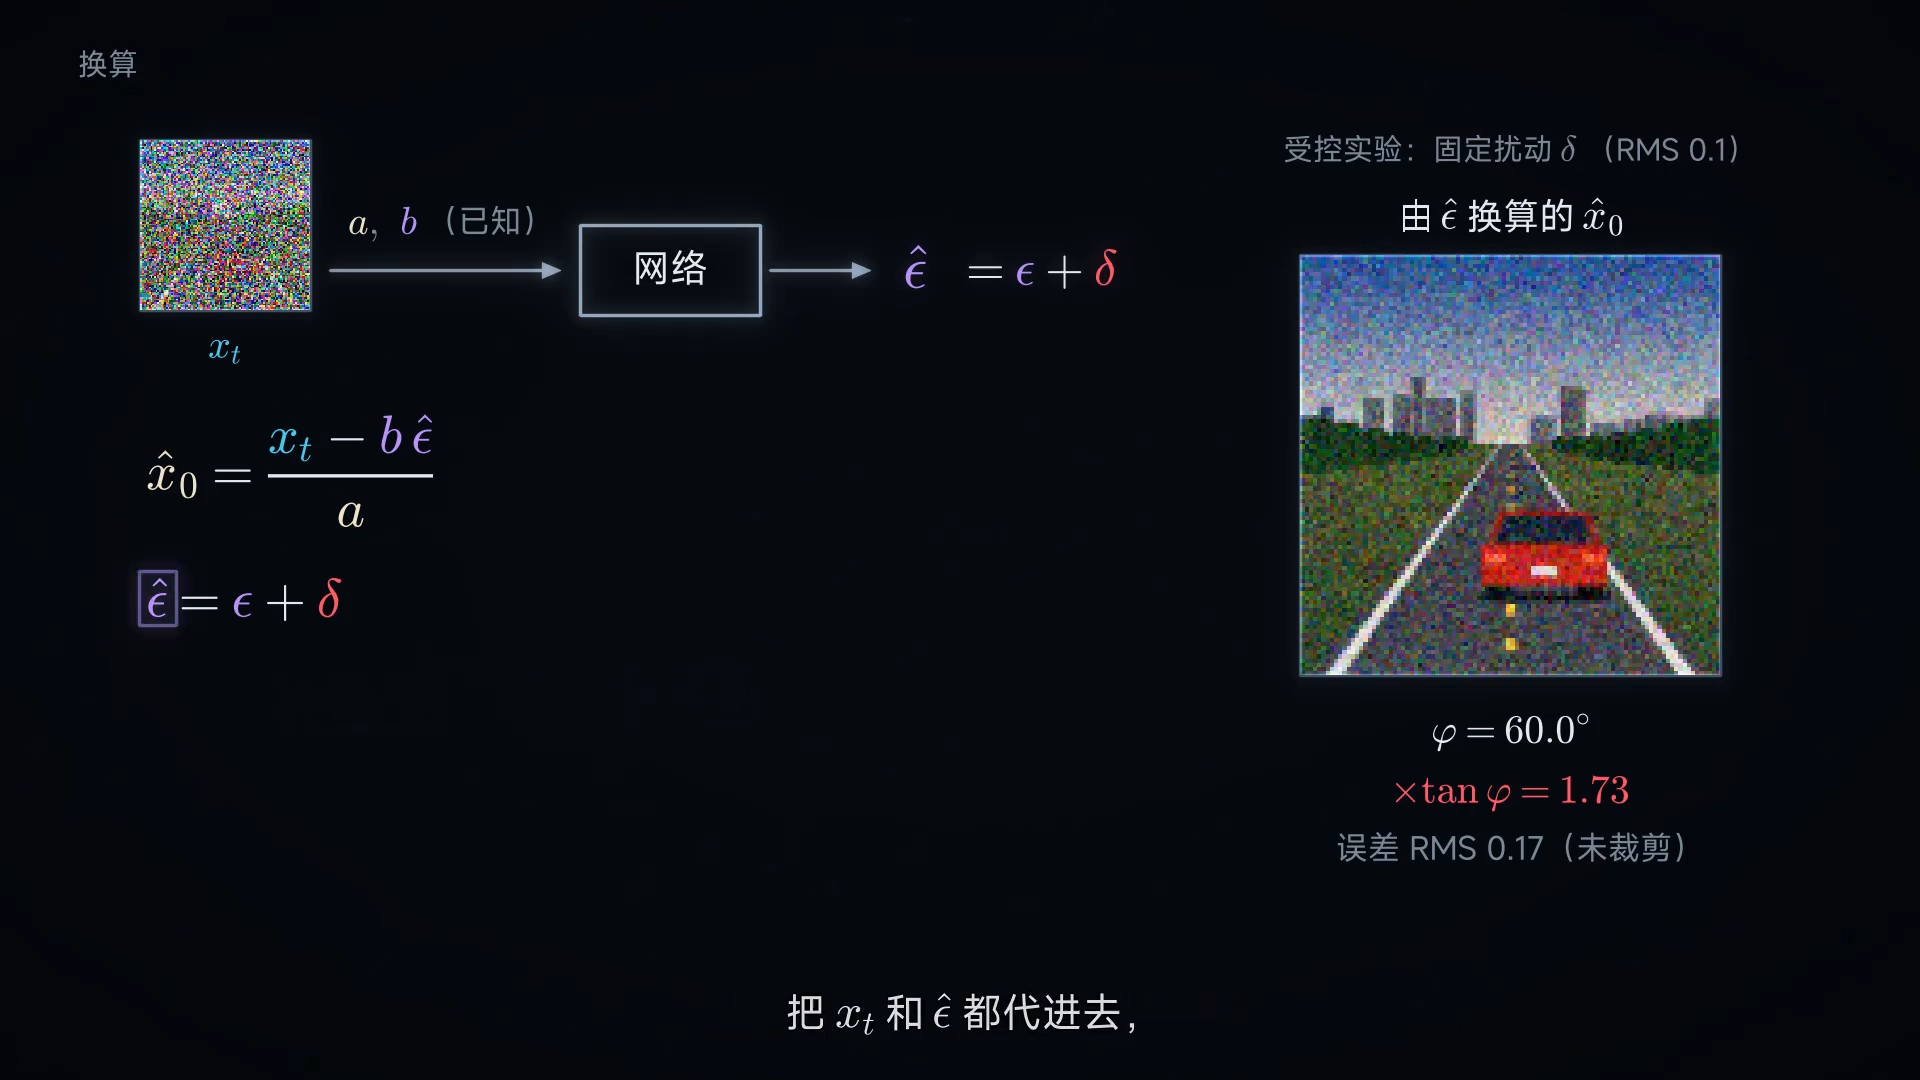 换算
a, b（已知）
网络
ε̂ = ϵ + δ
x_t
x̂₀ = (x_t − b ε̂) / a
ε̂ = ϵ + δ
受控实验：固定扰动 δ （RMS 0.1）
由 ε̂ 换算的 x̂₀
φ = 60.0°
×tan φ = 1.73
误差 RMS 0.17（未裁剪）
把 x_t 和 ε̂ 都代进去，